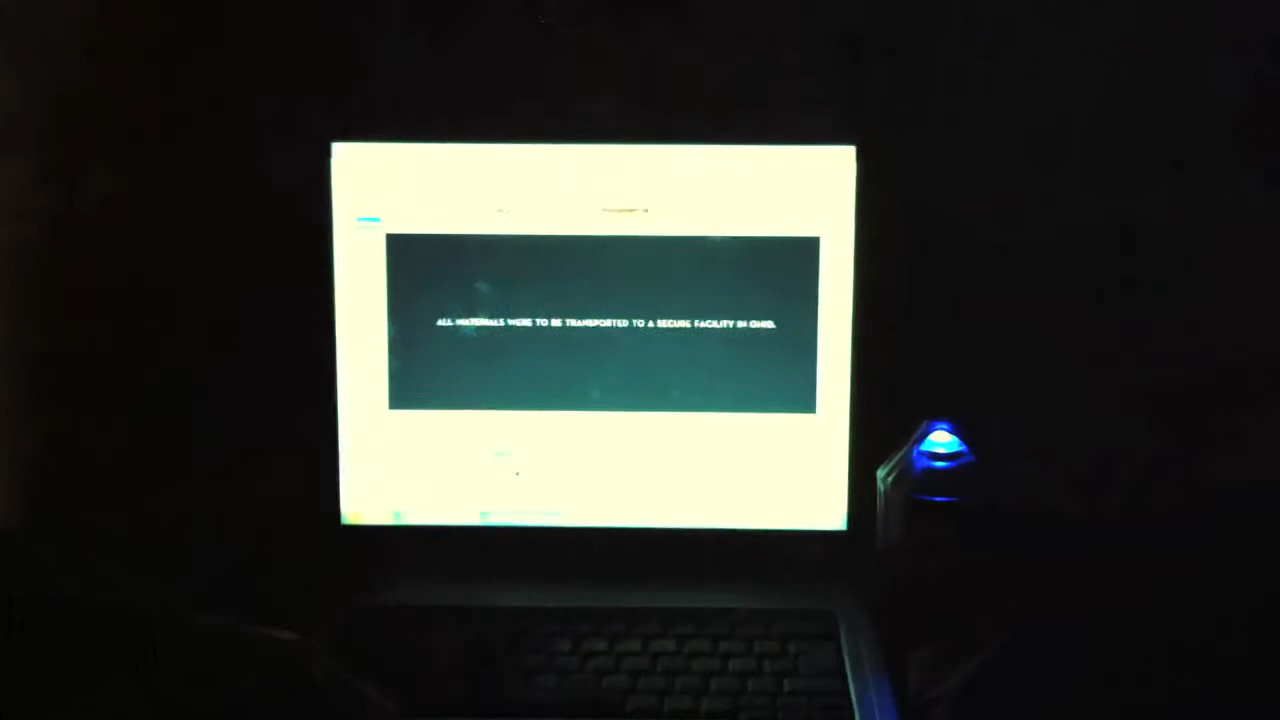 ALL MATERIALS WERE TO BE TRANSPORTED TO A SECURE FACILITY IN OHIO.